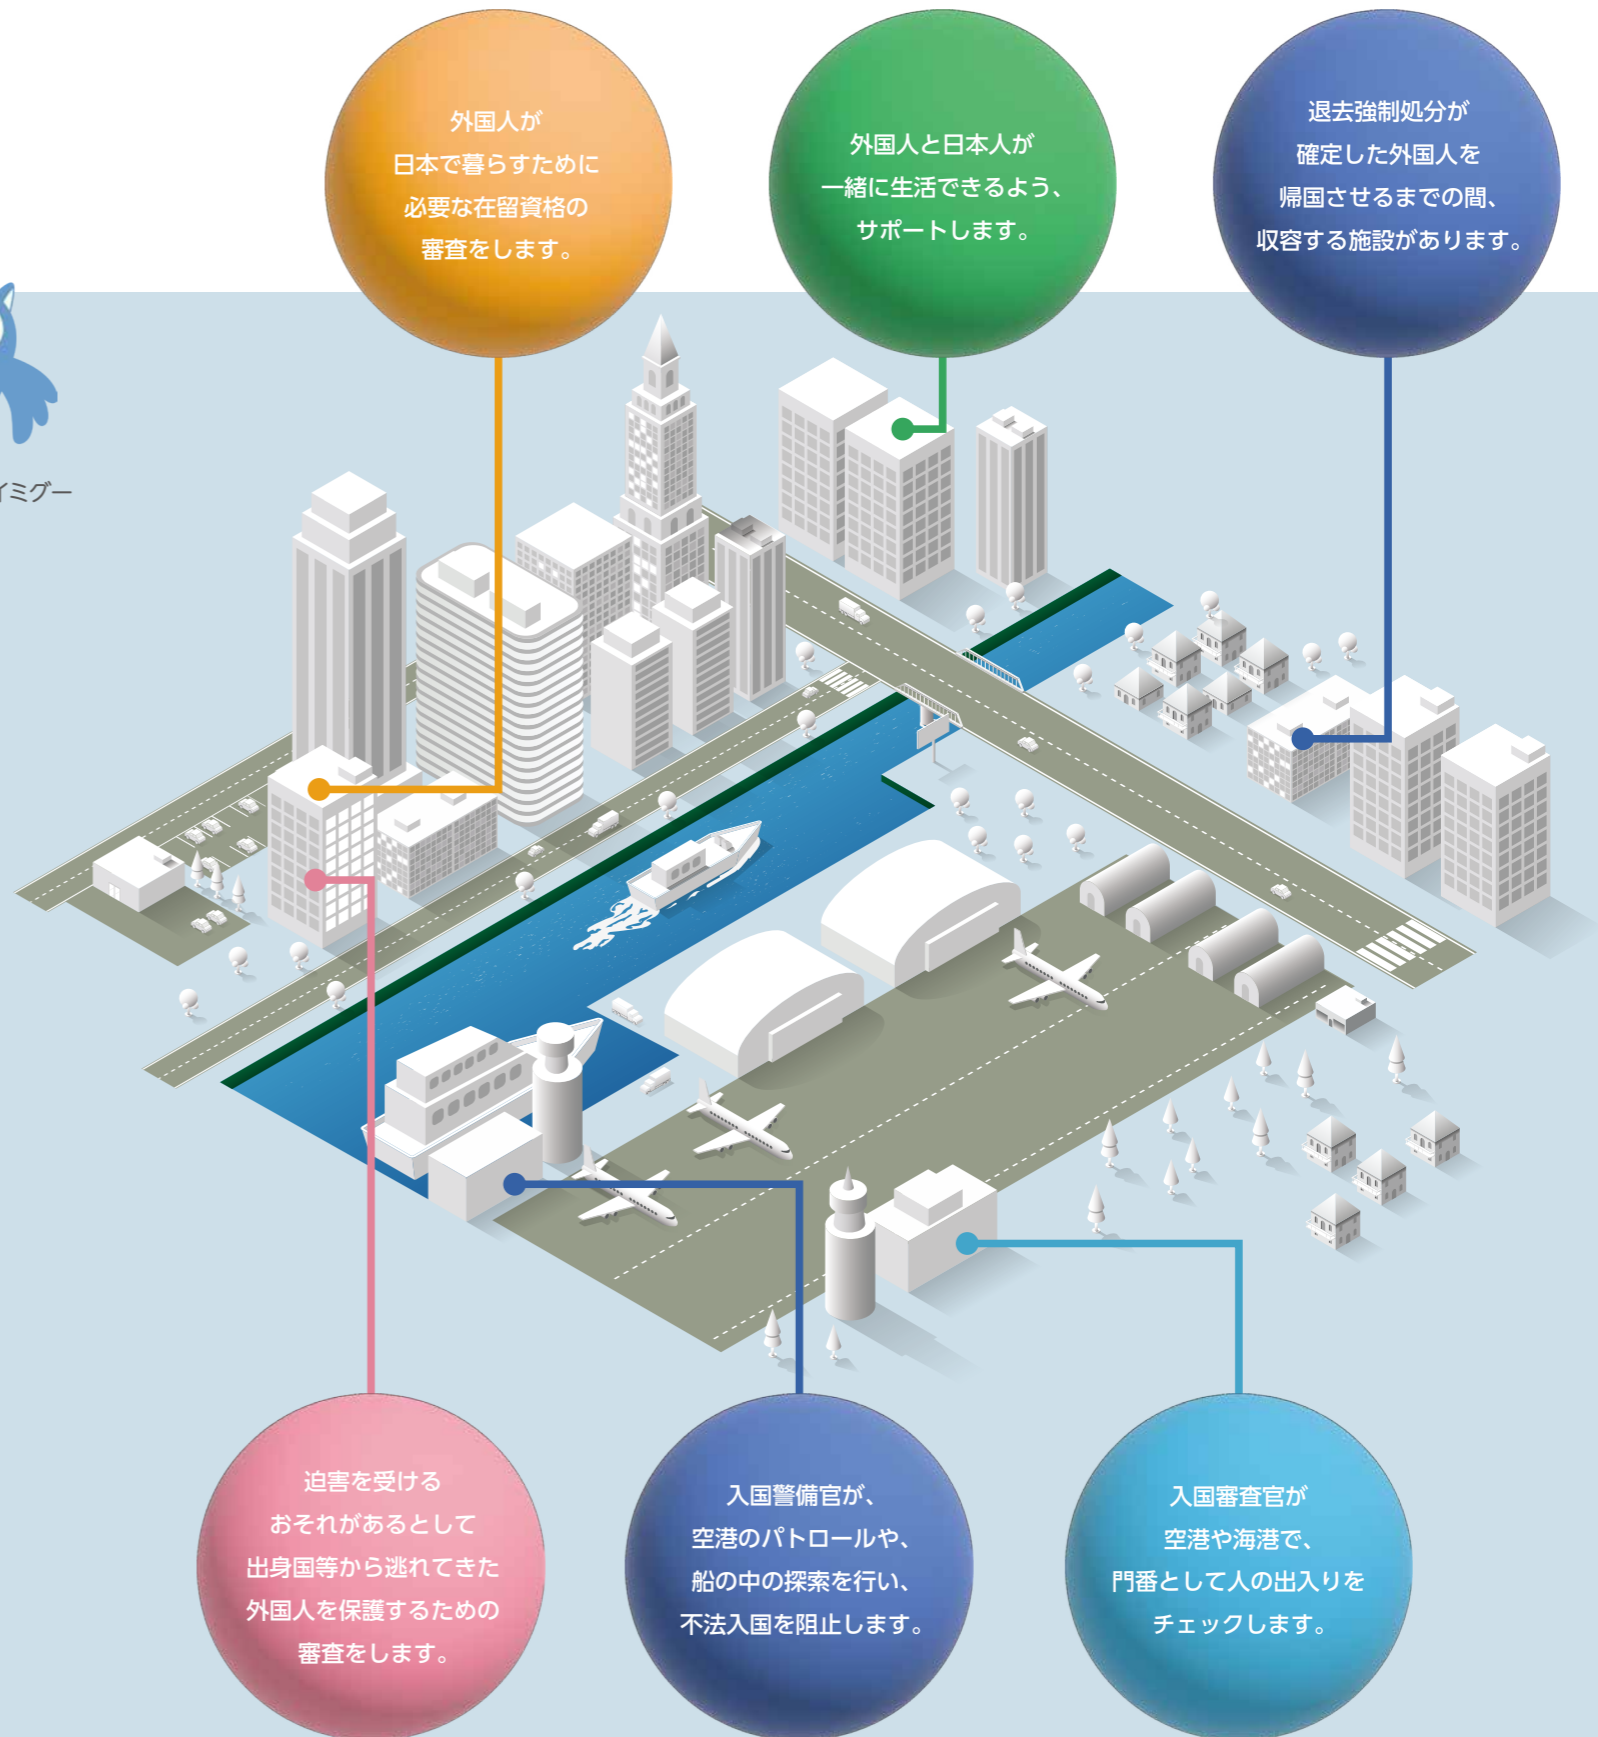 外国人が
日本で暮らすために
必要な在留資格の
審査をします。
外国人と日本人が
一緒に生活できるよう、
サポートします。
退去強制処分が
確定した外国人を
帰国させるまでの間、
収容する施設があります。
イミグー
迫害を受ける
おそれがあるとして
出身国等から逃れてきた
外国人を保護するための
審査をします。
入国警備官が、
空港のパトロールや、
船の中の探索を行い、
不法入国を阻止します。
入国審査官が
空港や海港で、
門番として人の出入りを
チェックします。